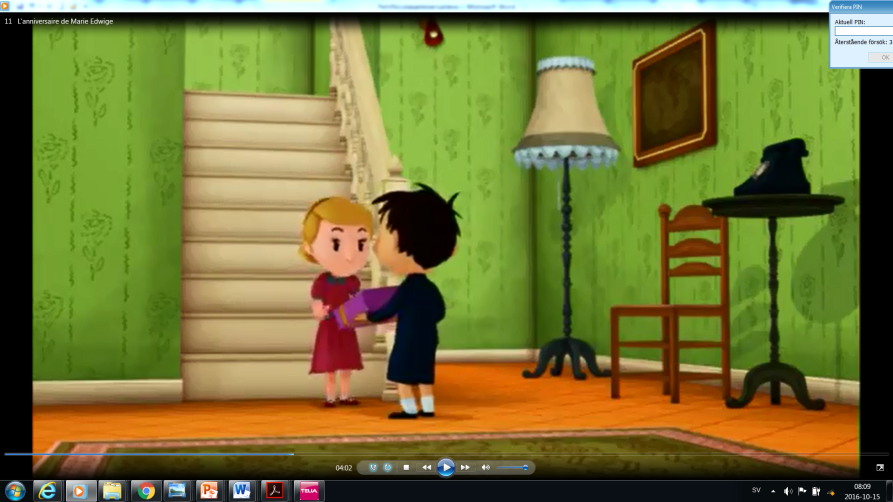 11 L'anniversaire de Marie Edwige
Verifiera PIN
Aktuell PIN:
Återstående försök: 3
OK
04:02
TELIA
SV
08:09
2016-10-15